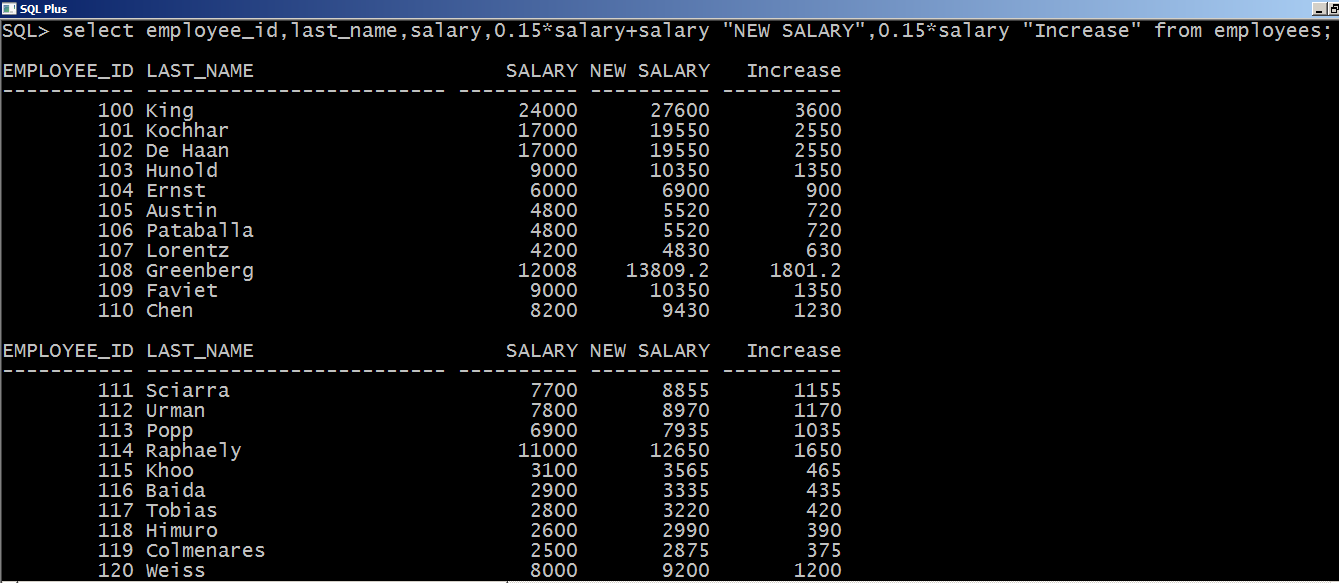 SQL Plus
SQL> select employee_id,last_name,salary,0.15*salary+salary "NEW SALARY",0.15*salary "Increase" from employees;
EMPLOYEE_ID LAST_NAME                     SALARY NEW SALARY   Increase
----------- ------------------------- ---------- ---------- ----------
        100 King                           24000      27600       3600
        101 Kochhar                        17000      19550       2550
        102 De Haan                        17000      19550       2550
        103 Hunold                          9000      10350       1350
        104 Ernst                           6000       6900        900
        105 Austin                          4800       5520        720
        106 Pataballa                       4800       5520        720
        107 Lorentz                         4200       4830        630
        108 Greenberg                      12008    13809.2     1801.2
        109 Faviet                          9000      10350       1350
        110 Chen                            8200       9430       1230
EMPLOYEE_ID LAST_NAME                     SALARY NEW SALARY   Increase
----------- ------------------------- ---------- ---------- ----------
        111 Sciarra                         7700       8855       1155
        112 Urman                           7800       8970       1170
        113 Popp                            6900       7935       1035
        114 Raphaely                       11000      12650       1650
        115 Khoo                            3100       3565        465
        116 Baida                           2900       3335        435
        117 Tobias                          2800       3220        420
        118 Himuro                          2600       2990        390
        119 Colmenares                      2500       2875        375
        120 Weiss                           8000       9200       1200